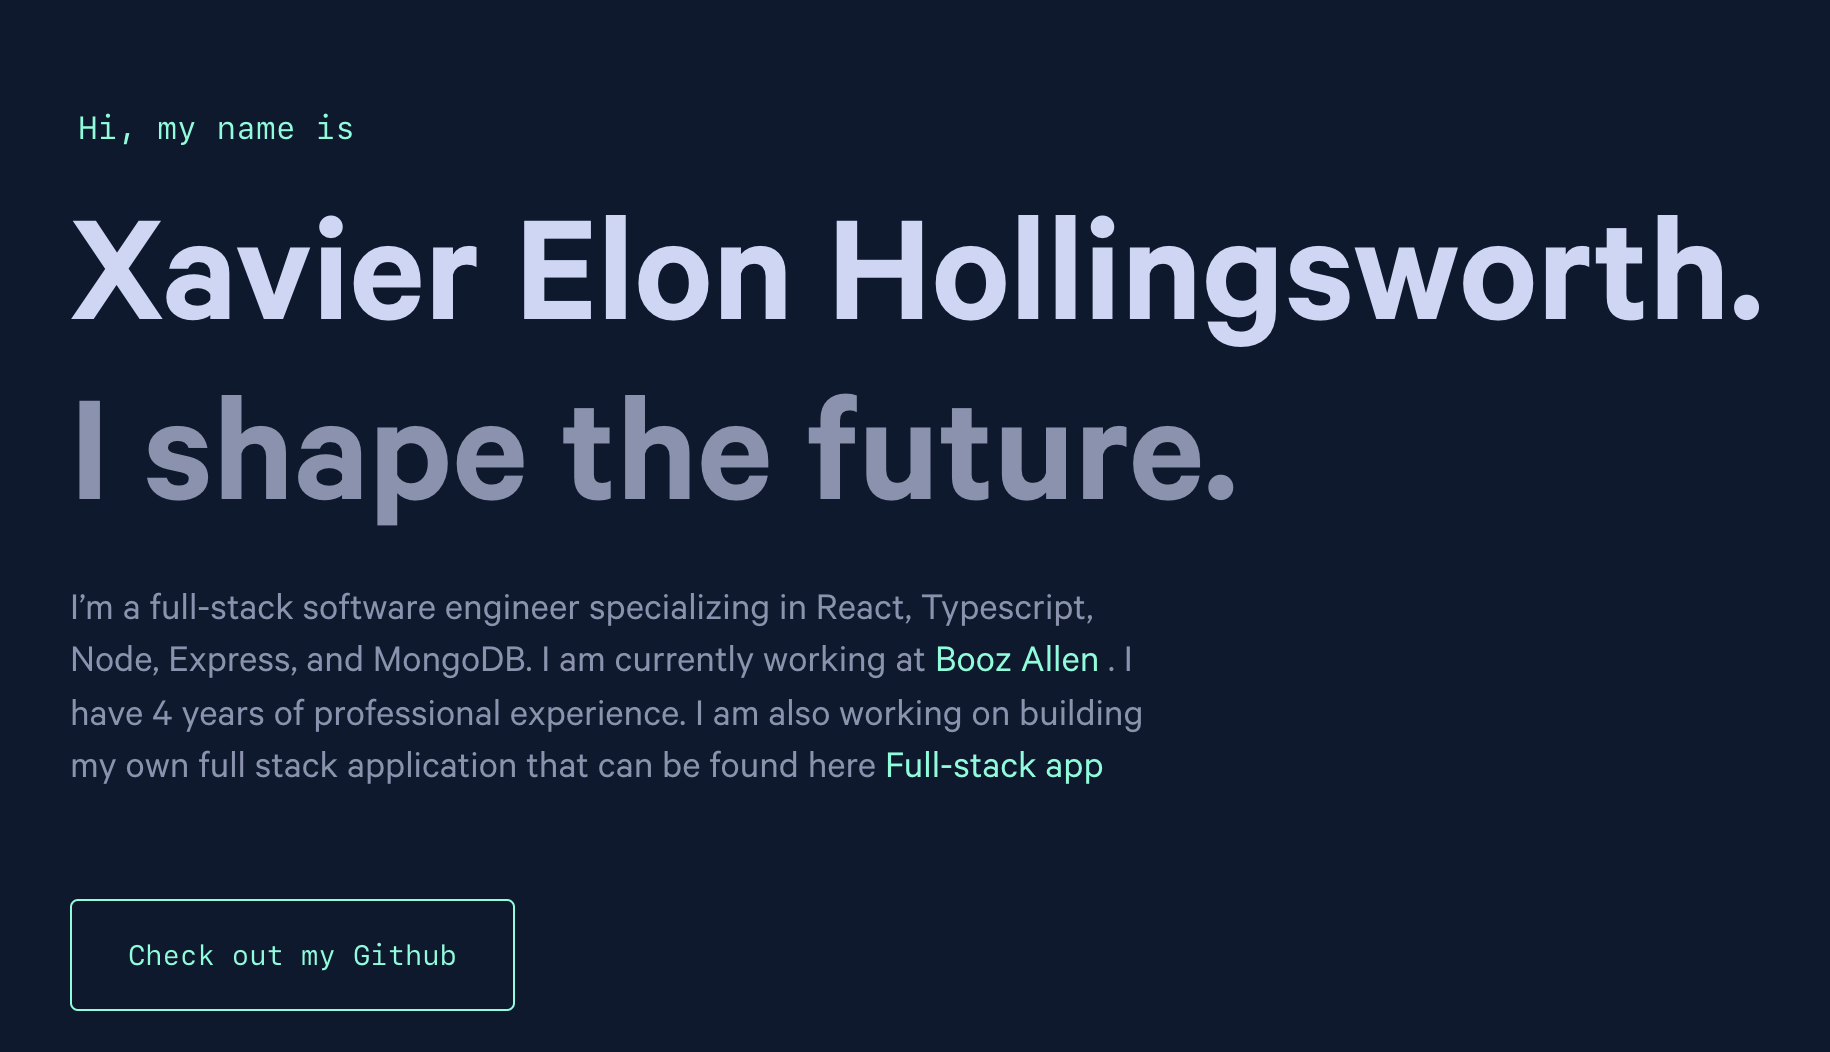 Hi, my name is
Xavier Elon Hollingsworth.
I shape the future.
I’m a full-stack software engineer specializing in React, Typescript,
Node, Express, and MongoDB. I am currently working at Booz Allen . I
have 4 years of professional experience. I am also working on building
my own full stack application that can be found here Full-stack app
Check out my Github